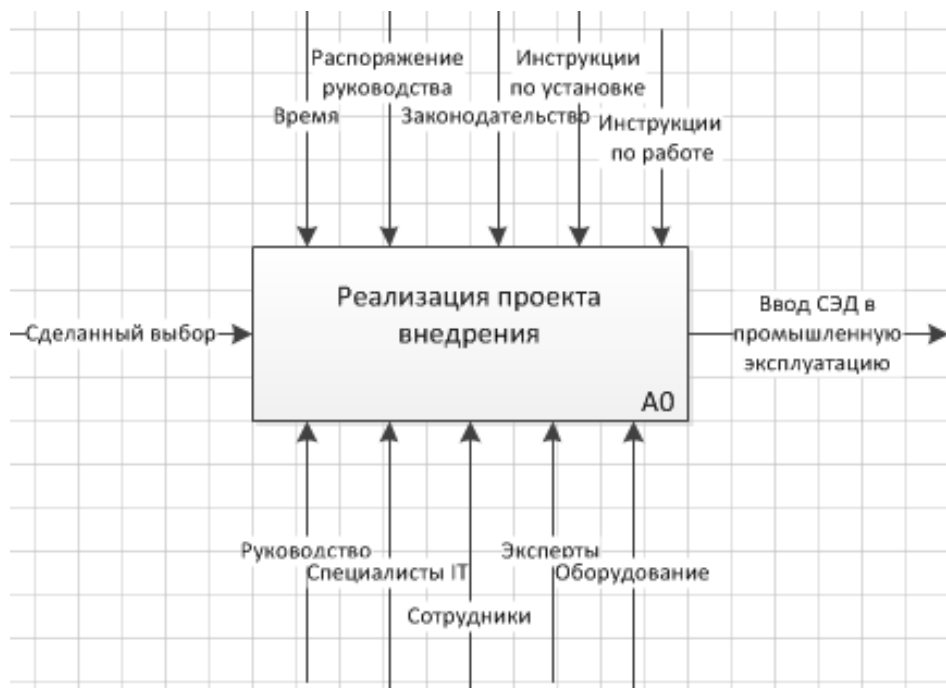 Распоряжение
руководства
Время
Законодательство
Инструкции
по установке
Инструкции
по работе
Реализация проекта
внедрения
A0
Сделанный выбор
Ввод СЭД в
промышленную
эксплуатацию
Руководство
Специалисты IT
Сотрудники
Эксперты
Оборудование